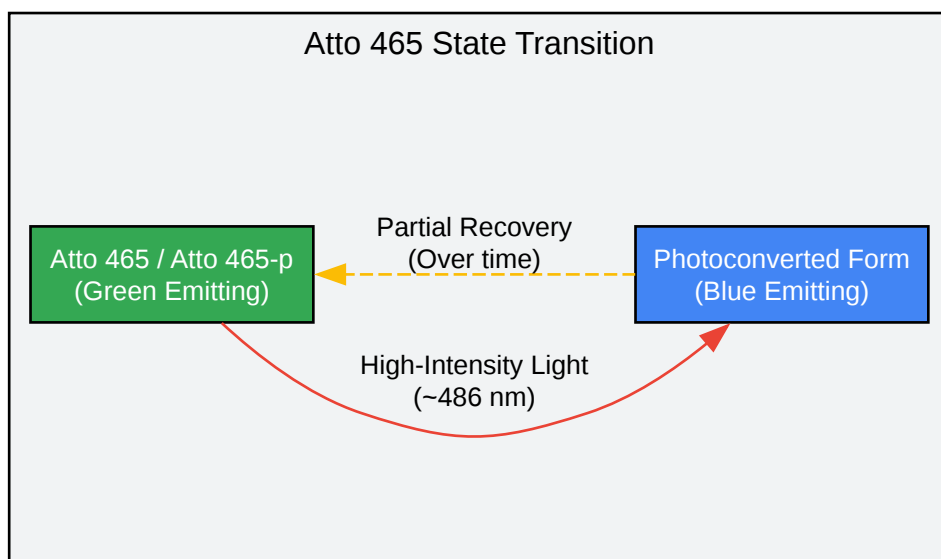 Atto 465 State Transition
Partial Recovery
(Over time)
Atto 465 / Atto 465-p
(Green Emitting)
Photoconverted Form
(Blue Emitting)
High-Intensity Light
(~486 nm)